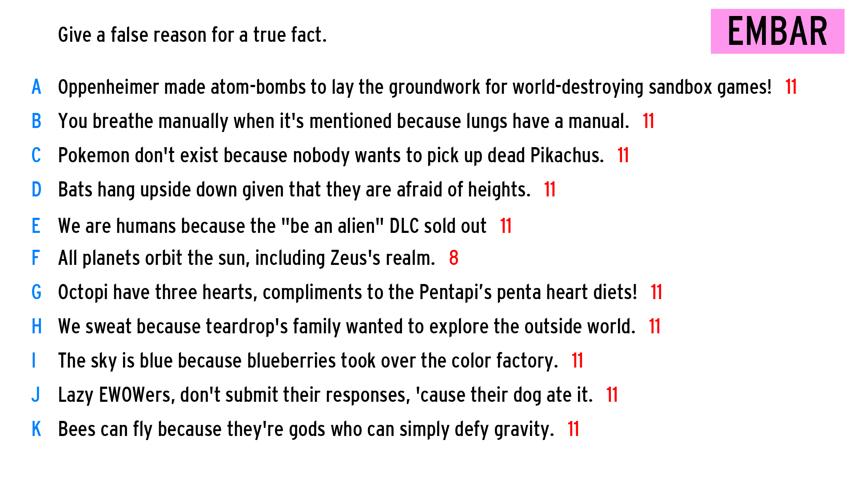 Give a false reason for a true fact.
EMBAR
A Oppenheimer made atom-bombs to lay the groundwork for world-destroying sandbox games! 11
B You breathe manually when it's mentioned because lungs have a manual. 11
C Pokemon don't exist because nobody wants to pick up dead Pikachus. 11
D Bats hang upside down given that they are afraid of heights. 11
E We are humans because the "be an alien" DLC sold out 11
F All planets orbit the sun, including Zeus's realm. 8
G Octopi have three hearts, compliments to the Pentapi’s penta heart diets! 11
H We sweat because teardrop's family wanted to explore the outside world. 11
I The sky is blue because blueberries took over the color factory. 11
J Lazy EWOWers, don't submit their responses, 'cause their dog ate it. 11
K Bees can fly because they're gods who can simply defy gravity. 11